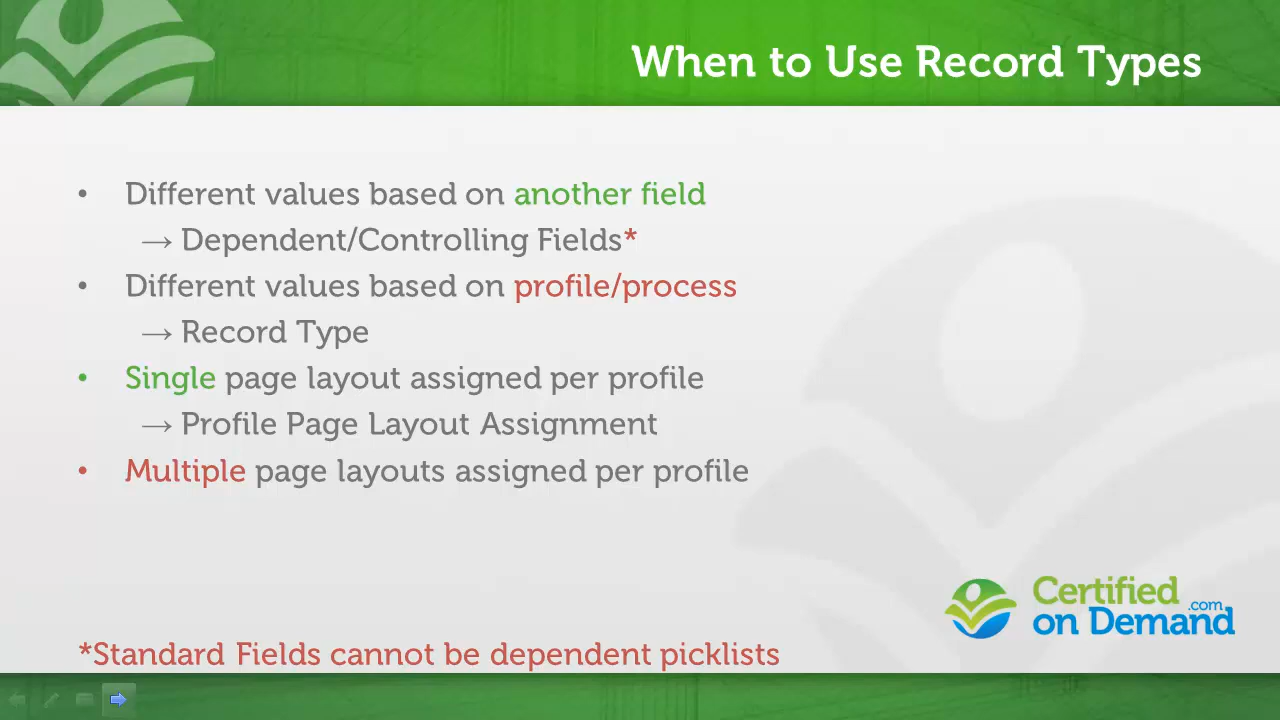 When to Use Record Types
• Different values based on another field
→ Dependent/Controlling Fields*
• Different values based on profile/process
→ Record Type
• Single page layout assigned per profile
→ Profile Page Layout Assignment
• Multiple page layouts assigned per profile
Certified
.com
on Demand
*Standard Fields cannot be dependent picklists